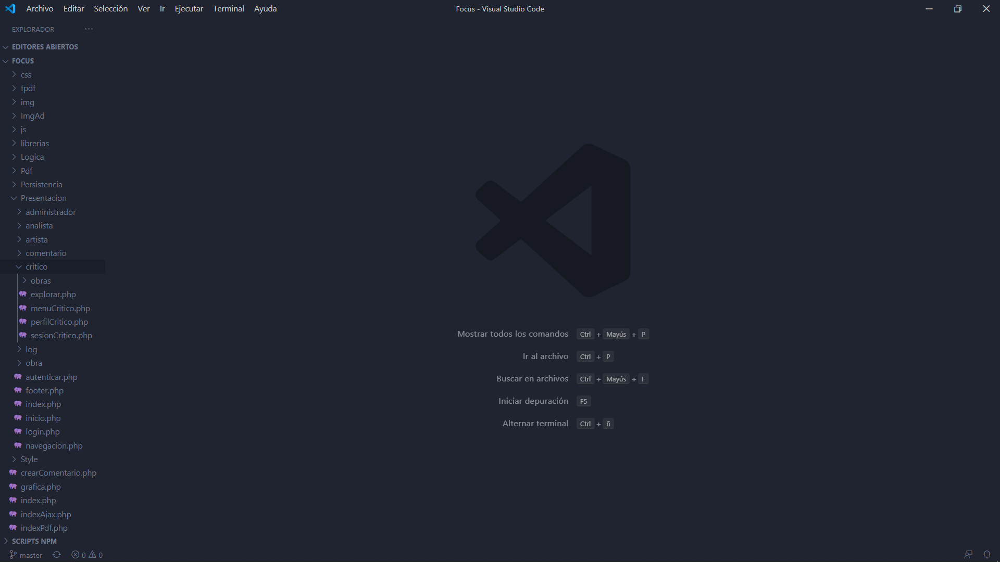 Archivo Editar Selección Ver Ir Ejecutar Terminal Ayuda
Focus - Visual Studio Code
EXPLORADOR ...
EDITORES ABIERTOS
FOCUS
css
fpdf
img
ImgAd
js
librerias
Logica
Pdf
Persistencia
Presentacion
administrador
analista
artista
comentario
critico
obras
explorar.php
menuCritico.php
perfilCritico.php
sesionCritico.php
log
obra
autenticar.php
footer.php
index.php
inicio.php
login.php
navegacion.php
Style
crearComentario.php
grafica.php
index.php
indexAjax.php
indexPdf.php
SCRIPTS NPM
master 0 0
Mostrar todos los comandos Ctrl + Mayús + P
Ir al archivo Ctrl + P
Buscar en archivos Ctrl + Mayús + F
Iniciar depuración F5
Alternar terminal Ctrl + ñ